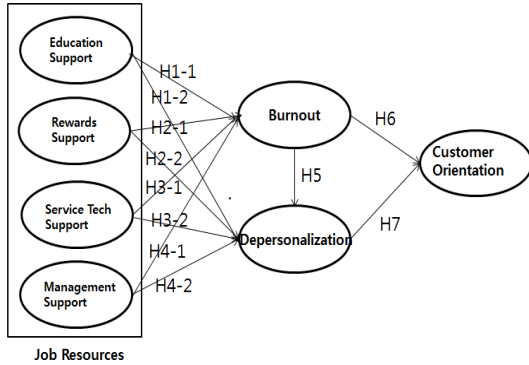 Education
Support
Rewards
Support
Service Tech
Support
Management
Support
Job Resources
H1-1
H1-2
H2-1
H2-2
H3-1
H3-2
H4-1
H4-2
Burnout
H5
Depersonalization
H6
H7
Customer
Orientation